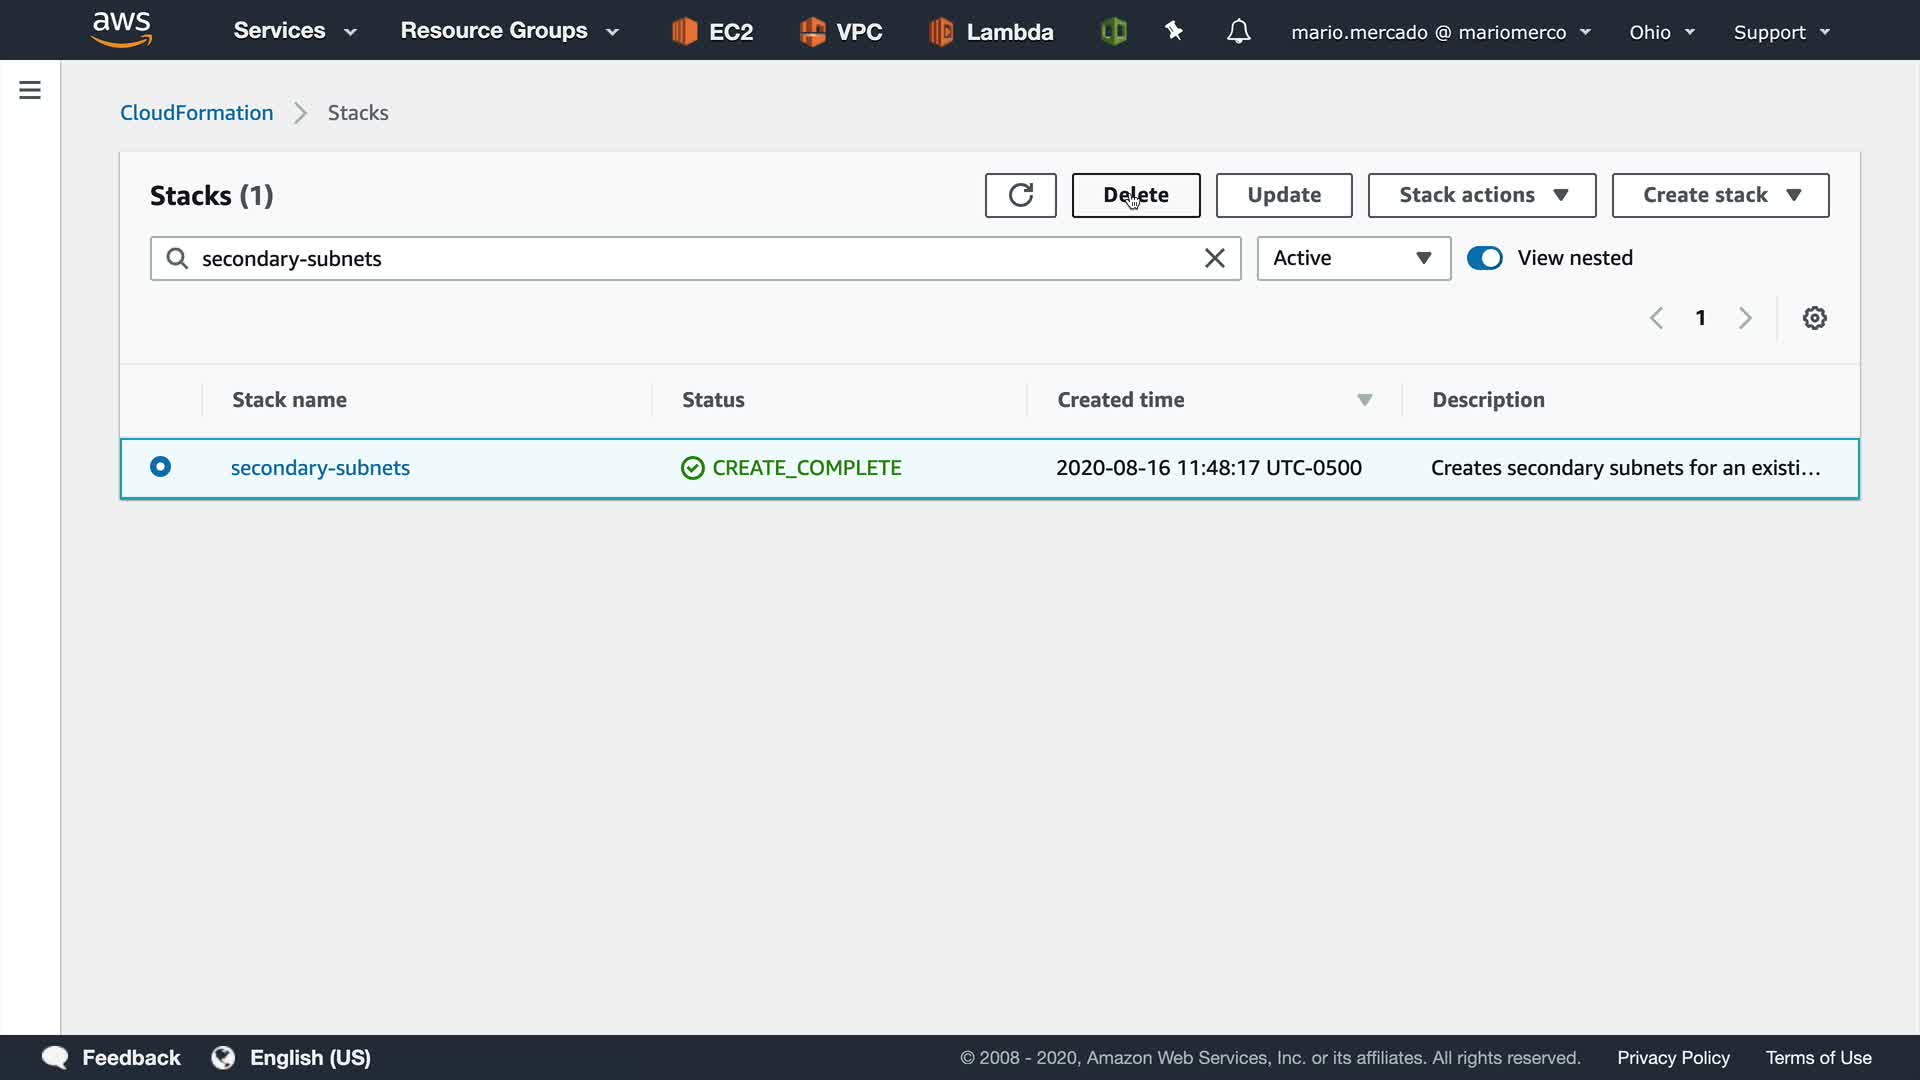 aws Services Resource Groups EC2 VPC Lambda mario.mercado @ mariomerco Ohio Support
CloudFormation Stacks
Stacks (1) Delete Update Stack actions Create stack
secondary-subnets Active View nested
1
Stack name Status Created time Description
secondary-subnets CREATE_COMPLETE 2020-08-16 11:48:17 UTC-0500 Creates secondary subnets for an existi...
Feedback English (US) © 2008 - 2020, Amazon Web Services, Inc. or its affiliates. All rights reserved. Privacy Policy Terms of Use